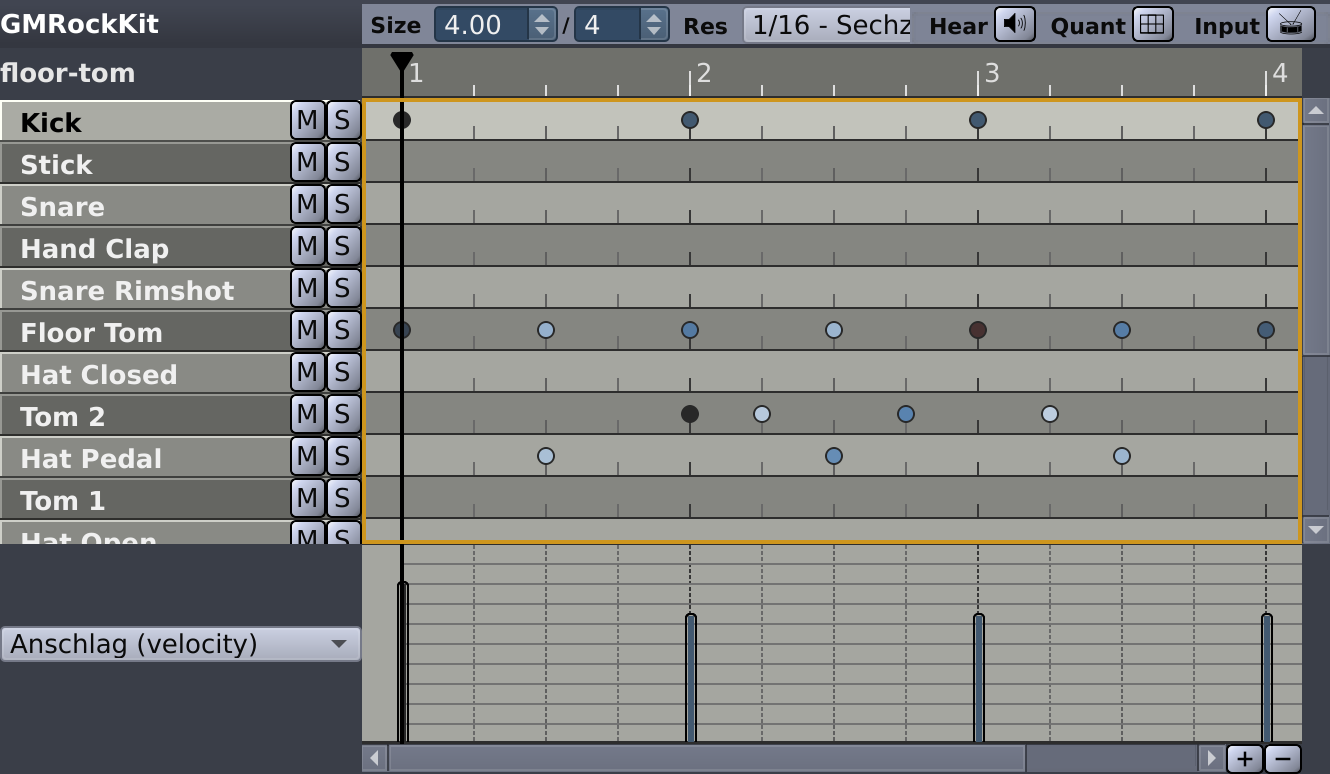 GMRockKit Size 4.00 / 4 Res 1/16 - Sechz Hear Quant Input
floor-tom 1 2 3 4
Kick M S
Stick M S
Snare M S
Hand Clap M S
Snare Rimshot M S
Floor Tom M S
Hat Closed M S
Tom 2 M S
Hat Pedal M S
Tom 1 M S
Hat Open M S
Anschlag (velocity)
+ −